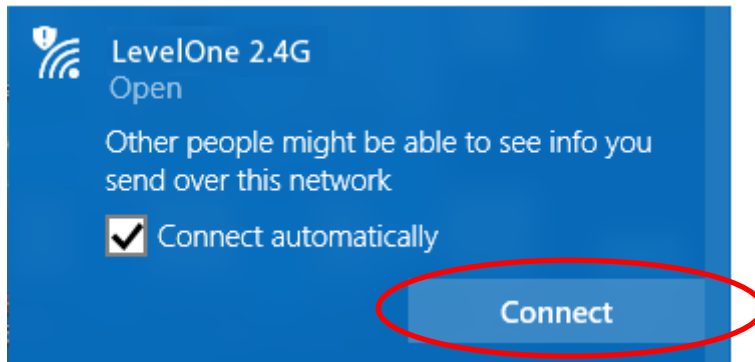 LevelOne 2.4G
Open
Other people might be able to see info you
send over this network
Connect automatically
Connect